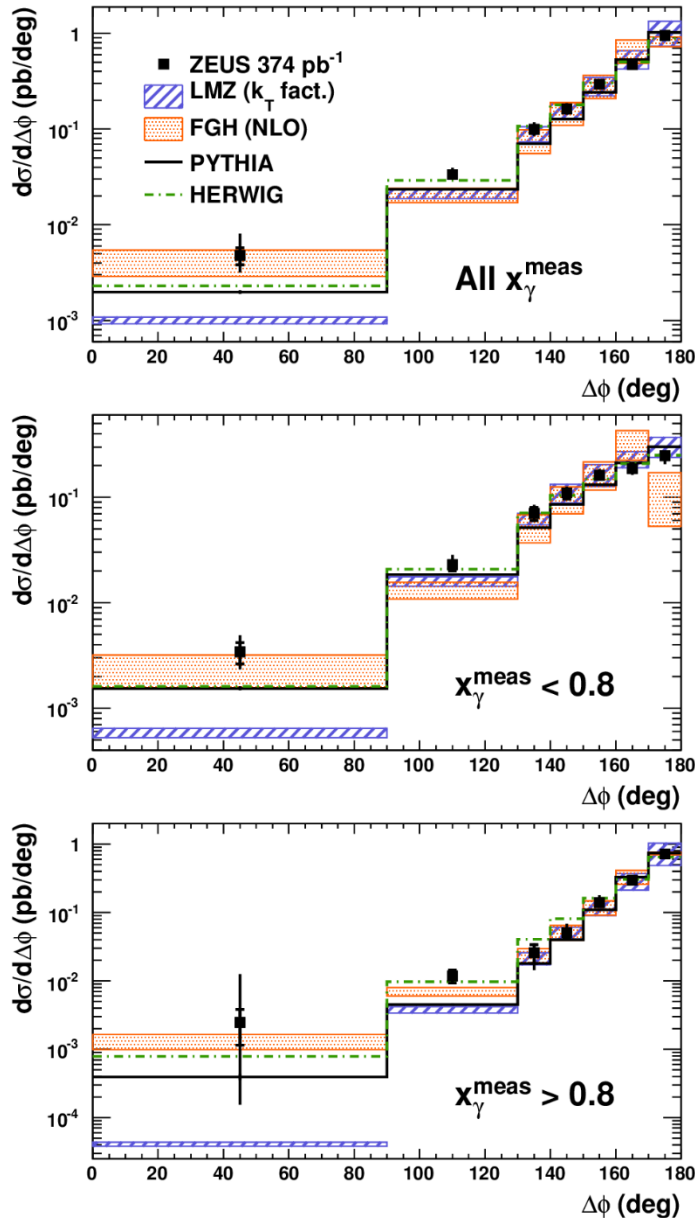 dσ/dΔϕ (pb/deg)
1
10⁻¹
10⁻²
10⁻³
ZEUS 374 pb⁻¹
LMZ (k_T fact.)
FGH (NLO)
PYTHIA
HERWIG
All x_γ^meas
0 20 40 60 80 100 120 140 160 180
Δϕ (deg)
dσ/dΔϕ (pb/deg)
10⁻¹
10⁻²
10⁻³
x_γ^meas < 0.8
0 20 40 60 80 100 120 140 160 180
Δϕ (deg)
dσ/dΔϕ (pb/deg)
1
10⁻¹
10⁻²
10⁻³
10⁻⁴
x_γ^meas > 0.8
0 20 40 60 80 100 120 140 160 180
Δϕ (deg)